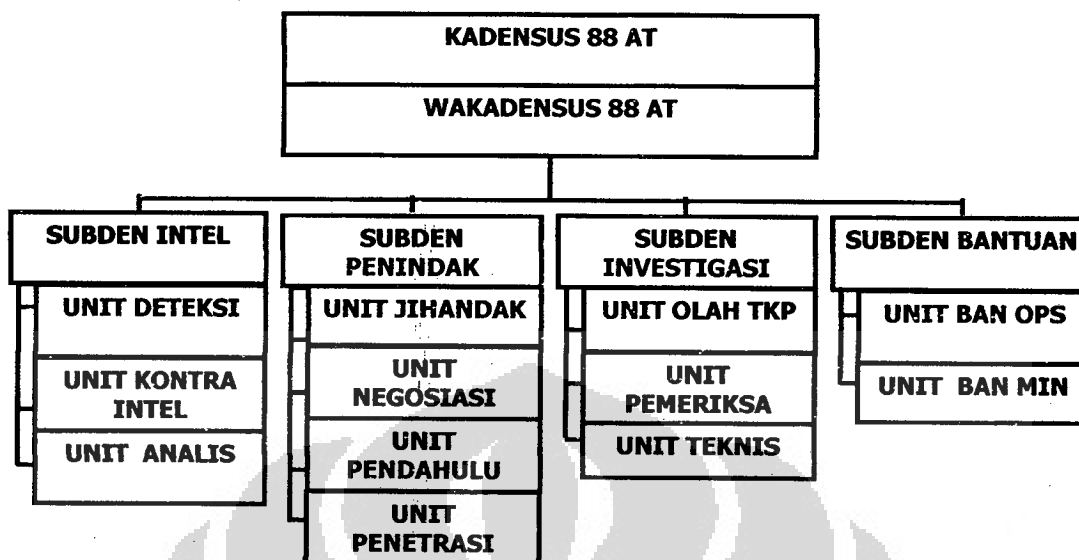 KADENSUS 88 AT
WAKADENSUS 88 AT
SUBDEN INTEL
UNIT DETEKSI
UNIT KONTRA
INTEL
UNIT ANALIS
SUBDEN
PENINDAK
UNIT JIHANDAK
UNIT
NEGOSIASI
UNIT
PENDAHULU
UNIT
PENETRASI
SUBDEN
INVESTIGASI
UNIT OLAH TKP
UNIT
PEMERIKSA
UNIT TEKNIS
SUBDEN BANTUAN
UNIT BAN OPS
UNIT BAN MIN